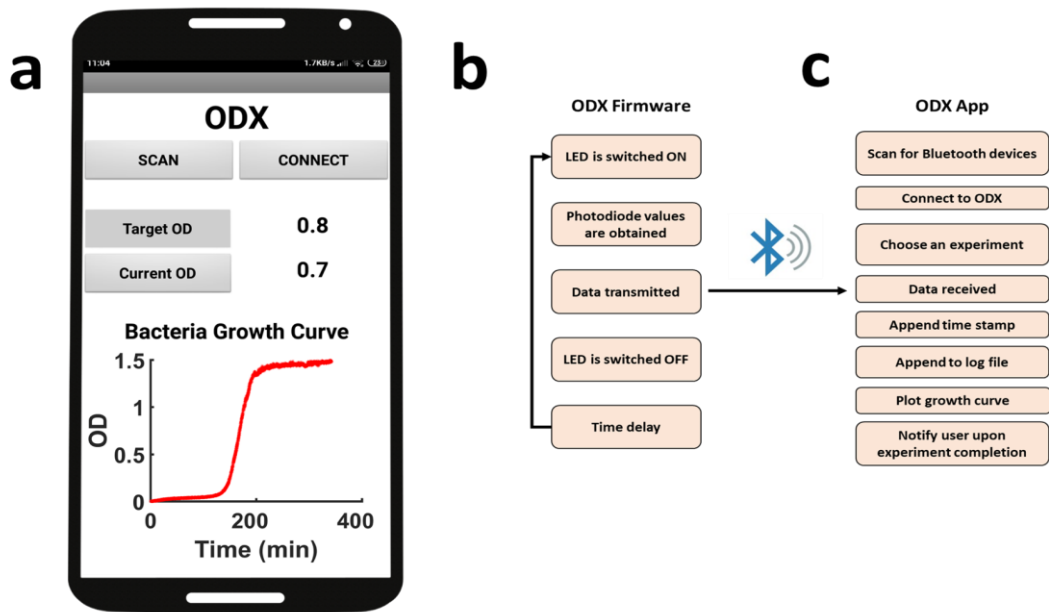 a
11:04
1.7KB/s
23
ODX
SCAN
CONNECT
Target OD
0.8
Current OD
0.7
Bacteria Growth Curve
1.5
1
0.5
0
OD
0
200
400
Time (min)
b
ODX Firmware
LED is switched ON
Photodiode values
are obtained
Data transmitted
LED is switched OFF
Time delay
c
ODX App
Scan for Bluetooth devices
Connect to ODX
Choose an experiment
Data received
Append time stamp
Append to log file
Plot growth curve
Notify user upon
experiment completion